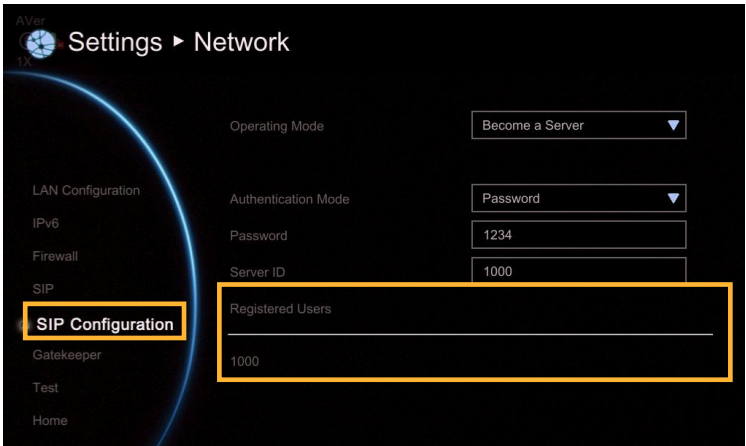 AVer
Settings ▸ Network
1X
Operating Mode
Become a Server
LAN Configuration
Authentication Mode
Password
IPv6
Password
1234
Firewall
Server ID
1000
SIP
Registered Users
SIP Configuration
Gatekeeper
1000
Test
Home